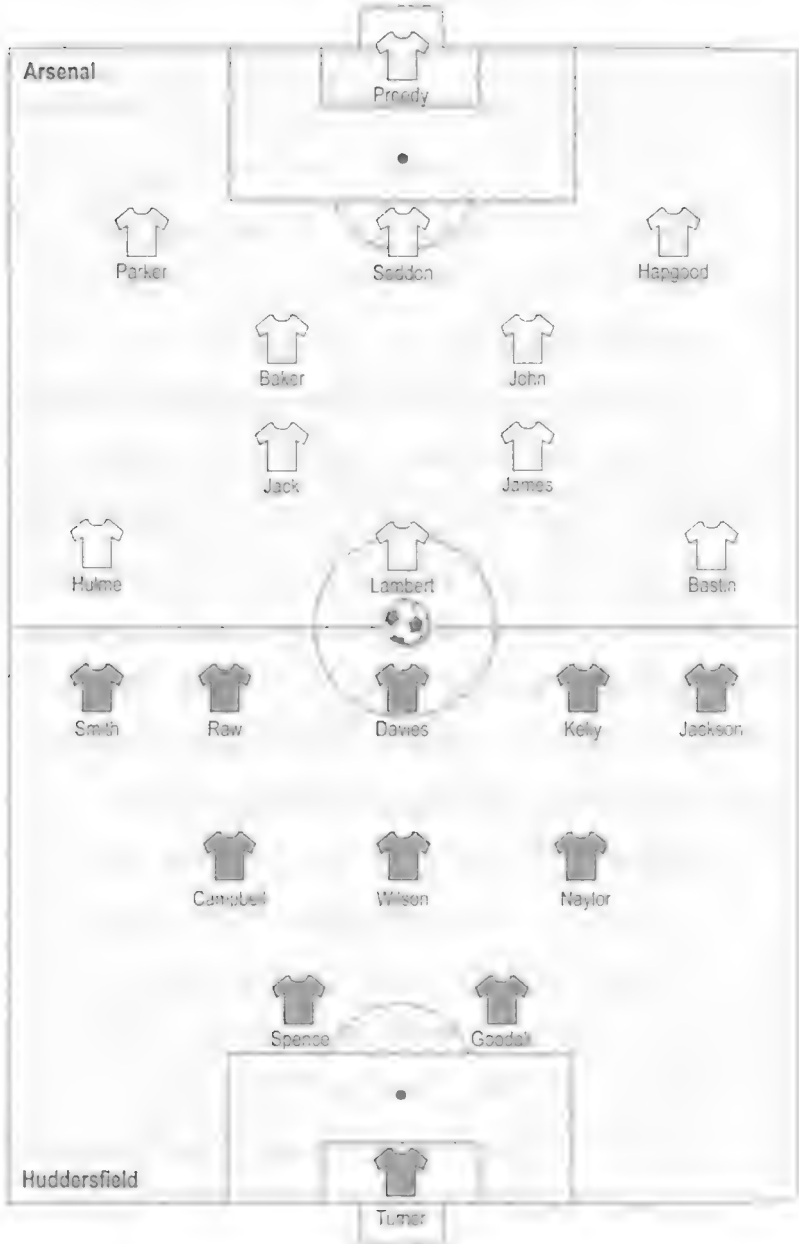 Arsenal
Preedy
Parker Seddon Hapgood
Baker John
Jack James
Hulme Lambert Bastin
Smith Raw Davies Kelly Jackson
Campbell Wilson Naylor
Spence Goodall
Huddersfield
Turner